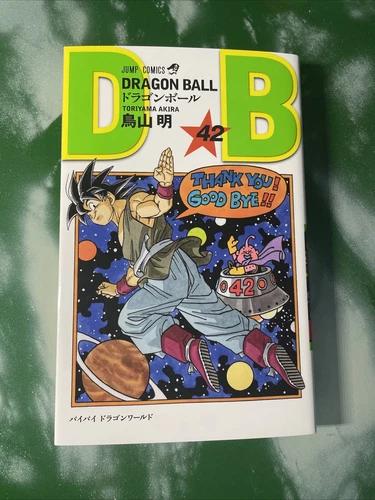 D B
JUMP COMICS
DRAGON BALL
ドラゴンボール
TORIYAMA AKIRA
鳥山 明
42
THANK YOU!
GOOD BYE!!
42
バイバイ ドラゴンワールド